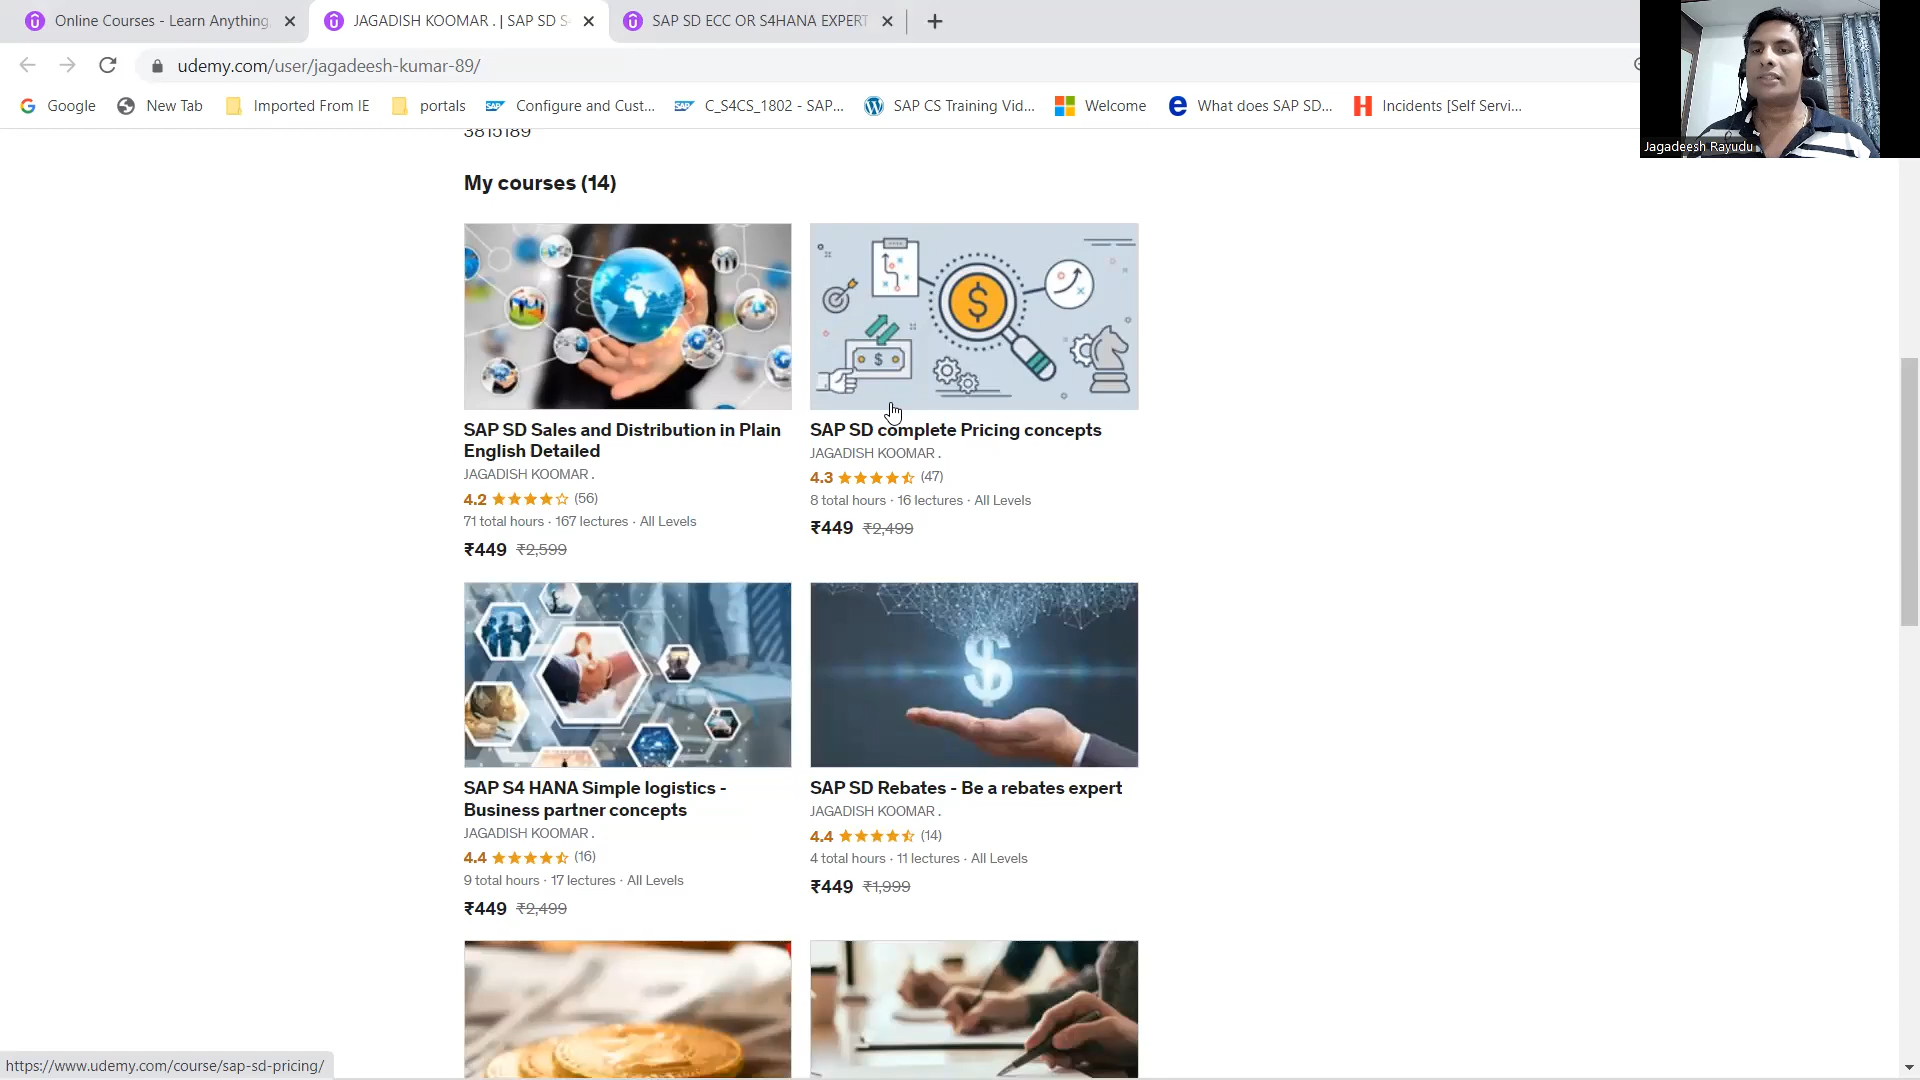 Online Courses - Learn Anything,
JAGADISH KOOMAR . | SAP SD S
SAP SD ECC OR S4HANA EXPERT
udemy.com/user/jagadeesh-kumar-89/
Google
New Tab
Imported From IE
portals
Configure and Cust...
C_S4CS_1802 - SAP...
SAP CS Training Vid...
Welcome
What does SAP SD...
Incidents [Self Servi...
Jagadeesh Rayudu
3815189
My courses (14)
SAP SD Sales and Distribution in Plain
English Detailed
JAGADISH KOOMAR .
4.2 (56)
71 total hours · 167 lectures · All Levels
₹449 ₹2,599
SAP SD complete Pricing concepts
JAGADISH KOOMAR .
4.3 (47)
8 total hours · 16 lectures · All Levels
₹449 ₹2,499
SAP S4 HANA Simple logistics -
Business partner concepts
JAGADISH KOOMAR .
4.4 (16)
9 total hours · 17 lectures · All Levels
₹449 ₹2,499
SAP SD Rebates - Be a rebates expert
JAGADISH KOOMAR .
4.4 (14)
4 total hours · 11 lectures · All Levels
₹449 ₹1,999
https://www.udemy.com/course/sap-sd-pricing/